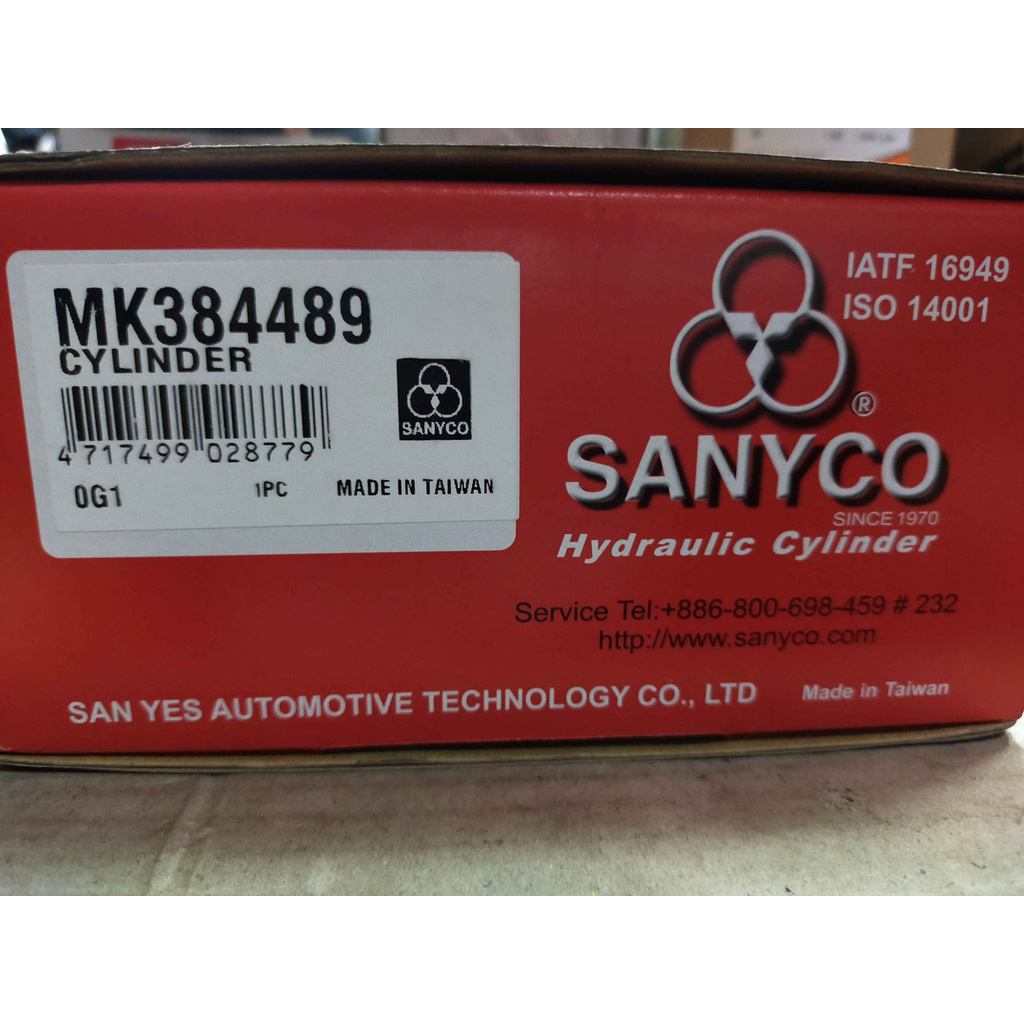 MK384489
CYLINDER
SANYCO
4 717499 028779
0G1 1PC MADE IN TAIWAN
IATF 16949
ISO 14001
®
SANYCO
SINCE 1970
Hydraulic Cylinder
Service Tel:+886-800-698-459 # 232
http://www.sanyco.com
SAN YES AUTOMOTIVE TECHNOLOGY CO., LTD Made in Taiwan